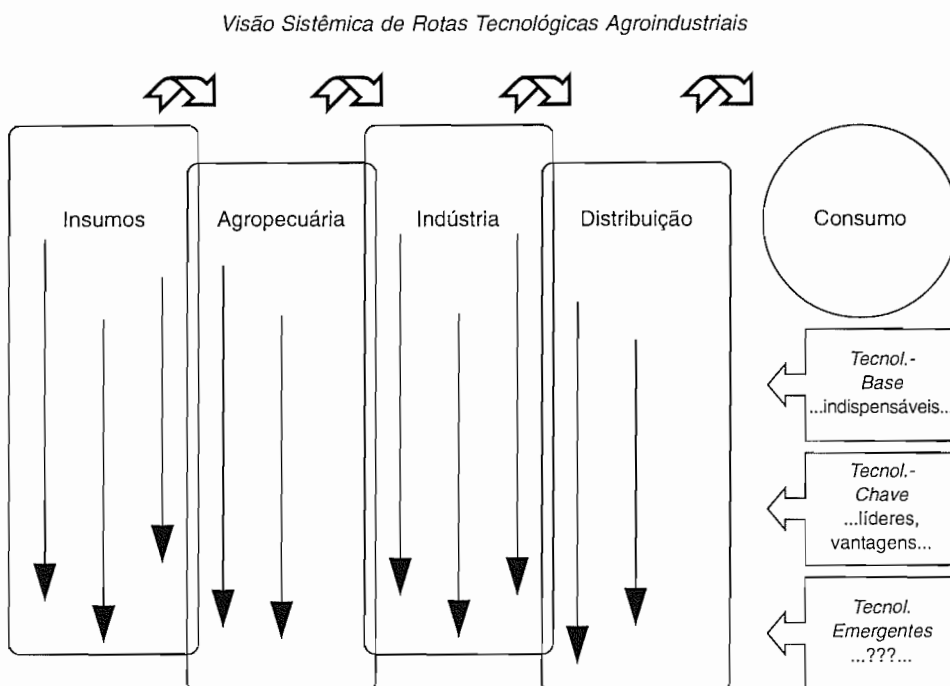 Visão Sistêmica de Rotas Tecnológicas Agroindustriais
Insumos
Agropecuária
Indústria
Distribuição
Consumo
Tecnol.-
Base
...indispensáveis...
Tecnol.-
Chave
...líderes,
vantagens...
Tecnol.
Emergentes
...???...